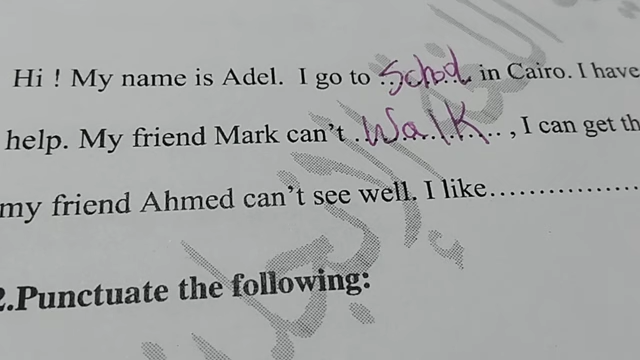 Hi ! My name is Adel. I go to School in Cairo. I have
help. My friend Mark can't Walk , I can get th
my friend Ahmed can't see well. I like..................
2.Punctuate the following: